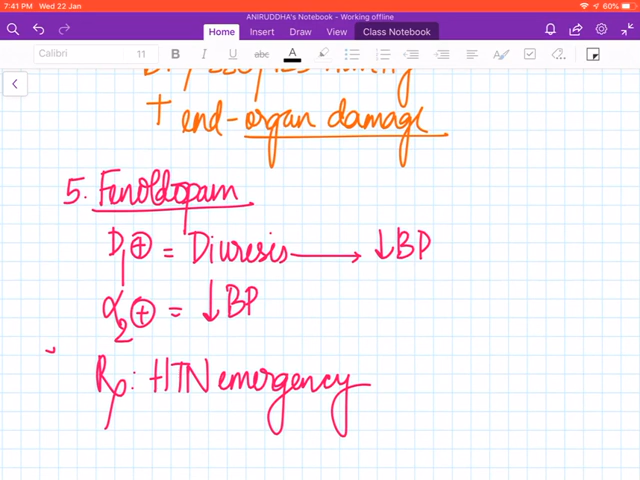 7:41 PM Wed 22 Jan
60%
ANIRUDDHA's Notebook - Working offline
Home Insert Draw View Class Notebook
Calibri 11 B I U abc A
+ end-organ damage
5. Fenoldopam
D₁ ⊕ = Diuresis → ↓BP
α₂ ⊕ = ↓BP
Rx: HTN emergency